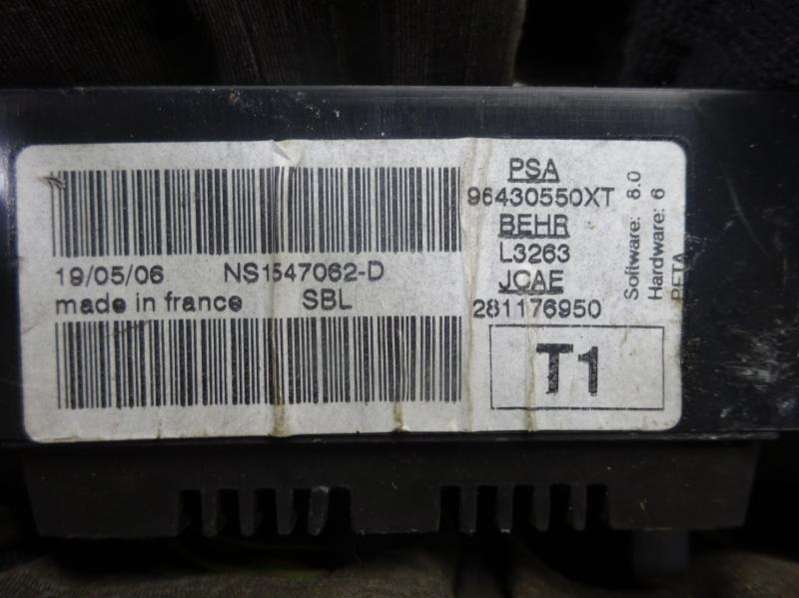 19/05/06 NS1547062-D
made in france SBL
PSA
96430550XT
BEHR
L3263
JCAE
281176950
T1
Software: 8.0
Hardware: 6